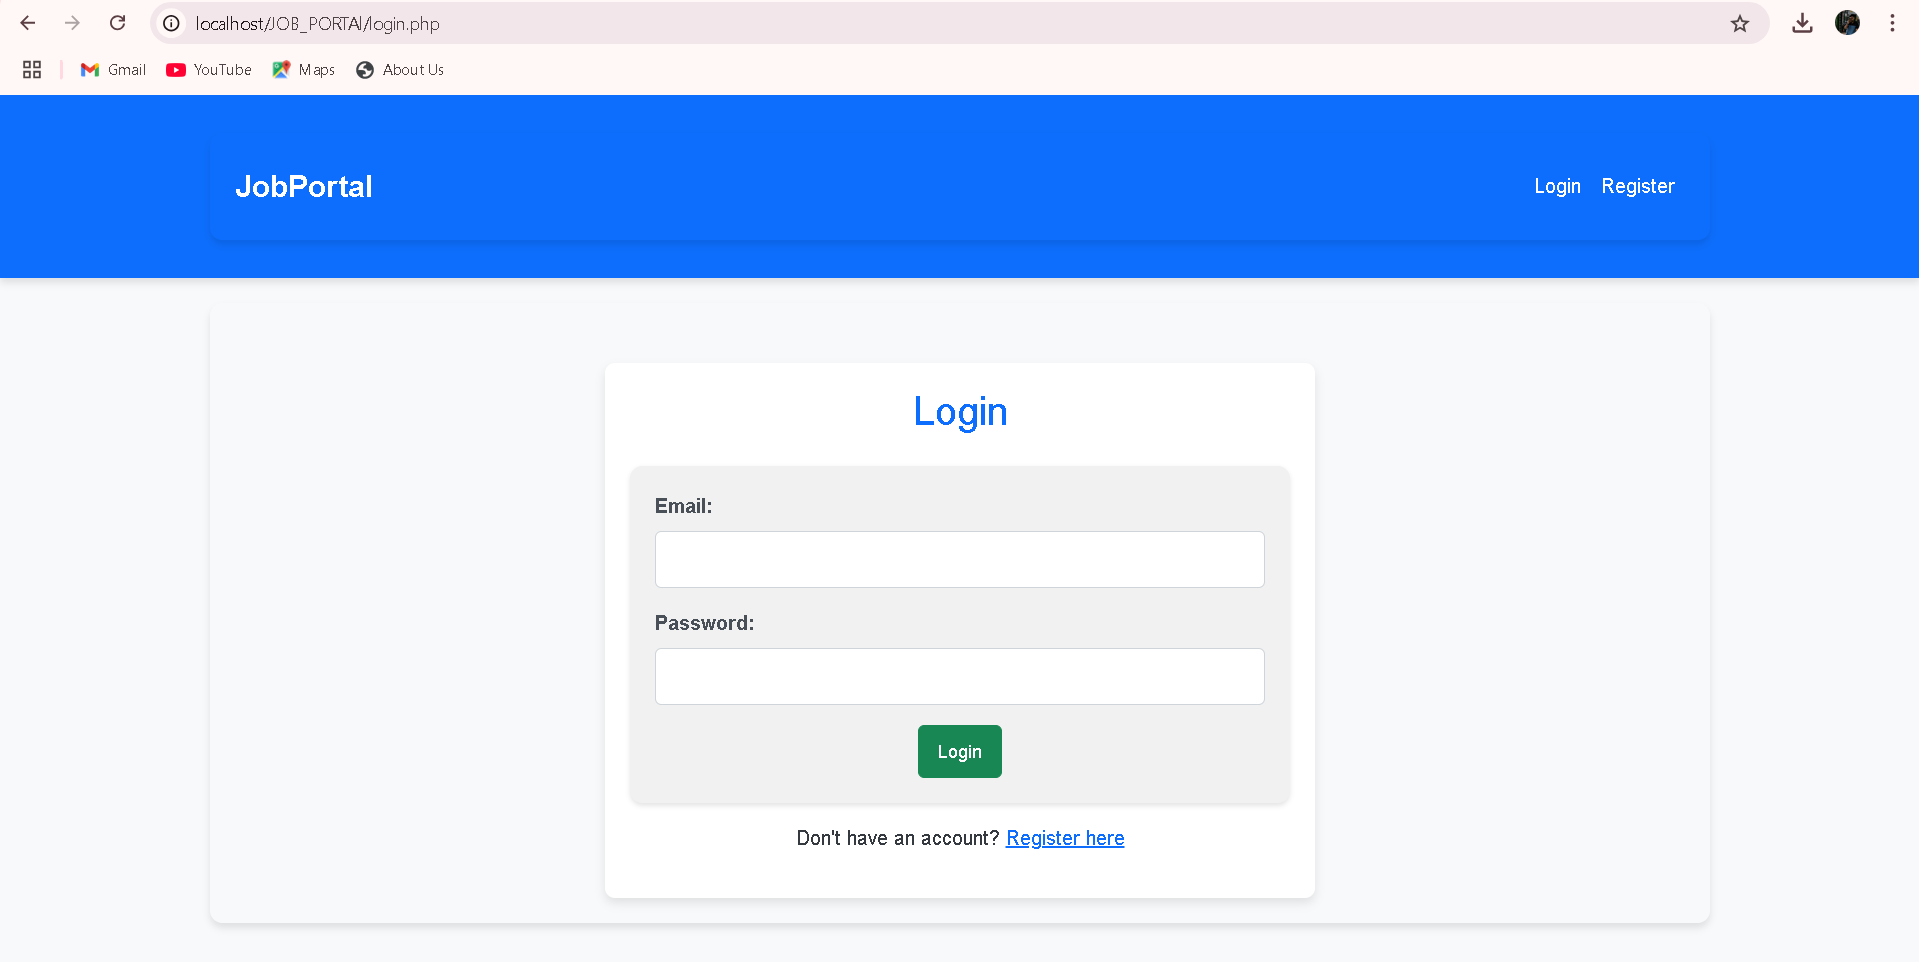 localhost/JOB_PORTAl/login.php
Gmail YouTube Maps About Us
JobPortal Login Register
Login
Email:
Password:
Login
Don't have an account? Register here